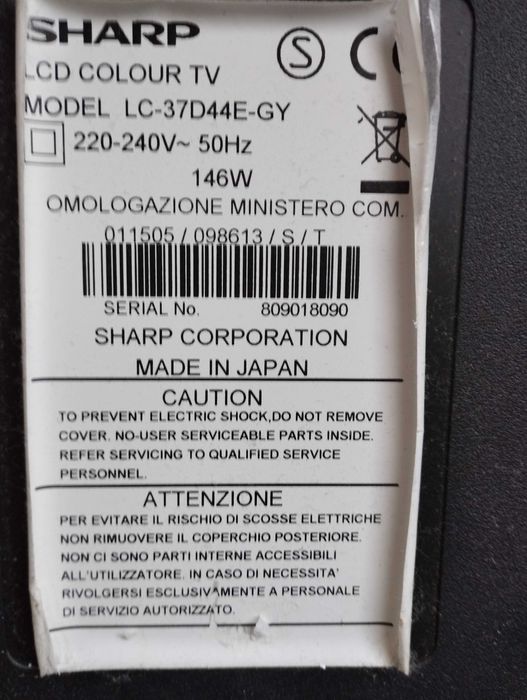 SHARP
LCD COLOUR TV
MODEL LC-37D44E-GY
220-240V~ 50Hz
146W
OMOLOGAZIONE MINISTERO COM.
011505 / 098613 / S / T
SERIAL No. 809018090
SHARP CORPORATION
MADE IN JAPAN
CAUTION
TO PREVENT ELECTRIC SHOCK,DO NOT REMOVE
COVER. NO-USER SERVICEABLE PARTS INSIDE.
REFER SERVICING TO QUALIFIED SERVICE
PERSONNEL.
ATTENZIONE
PER EVITARE IL RISCHIO DI SCOSSE ELETTRICHE
NON RIMUOVERE IL COPERCHIO POSTERIORE.
NON CI SONO PARTI INTERNE ACCESSIBILI
ALL'UTILIZZATORE. IN CASO DI NECESSITA'
RIVOLGERSI ESCLUSIVAMENTE A PERSONALE
DI SERVIZIO AUTORIZZATO.